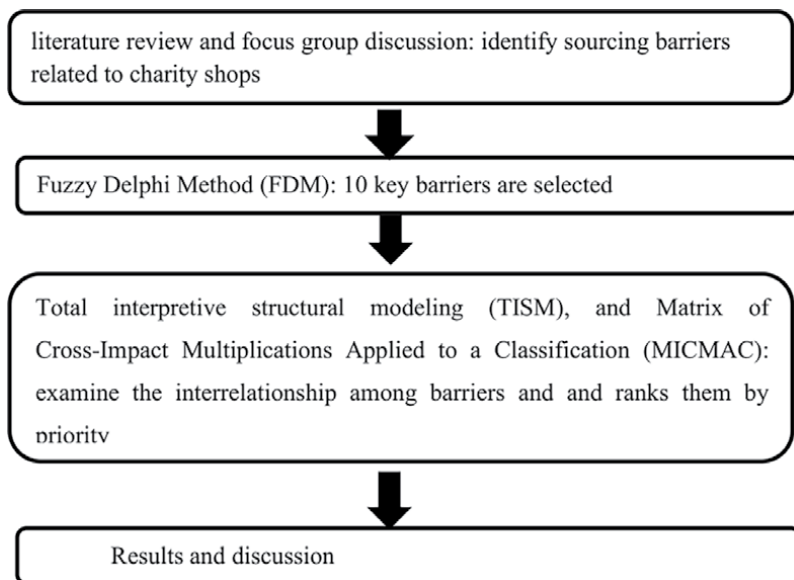 literature review and focus group discussion: identify sourcing barriers
related to charity shops
Fuzzy Delphi Method (FDM): 10 key barriers are selected
Total interpretive structural modeling (TISM), and Matrix of
Cross-Impact Multiplications Applied to a Classification (MICMAC):
examine the interrelationship among barriers and and ranks them by
priority
Results and discussion